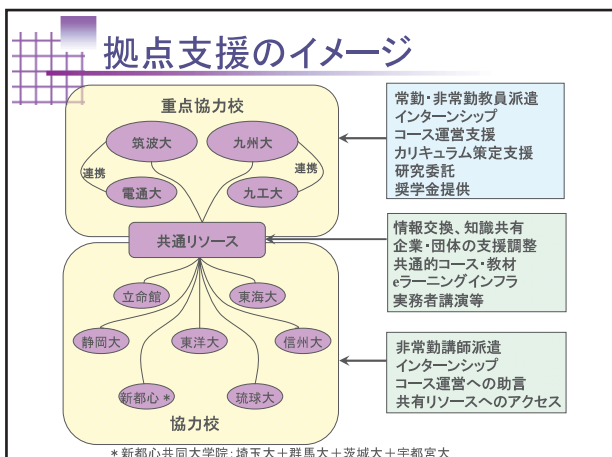 拠点支援のイメージ
重点協力校
筑波大
九州大
連携
連携
電通大
九工大
共通リソース
立命館
東海大
静岡大
東洋大
信州大
新都心*
琉球大
協力校
常勤・非常勤教員派遣
インターンシップ
コース運営支援
カリキュラム策定支援
研究委託
奨学金提供
情報交換、知識共有
企業・団体の支援調整
共通的コース・教材
eラーニングインフラ
実務者講演等
非常勤講師派遣
インターンシップ
コース運営への助言
共有リソースへのアクセス
*新都心共同大学院:埼玉大+群馬大+茨城大+宇都宮大